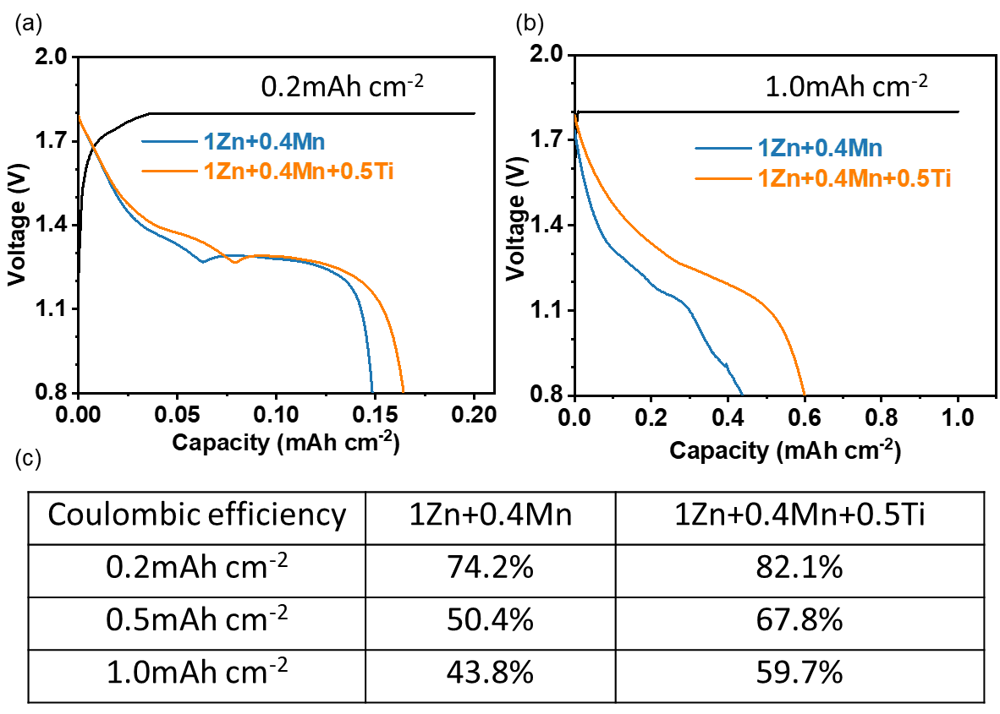 (a)
2.0
1.7
1.4
1.1
0.8
Voltage (V)
0.2mAh cm-2
1Zn+0.4Mn
1Zn+0.4Mn+0.5Ti
0.00 0.05 0.10 0.15 0.20
Capacity (mAh cm-2)
(b)
2.0
1.7
1.4
1.1
0.8
Voltage (V)
1.0mAh cm-2
1Zn+0.4Mn
1Zn+0.4Mn+0.5Ti
0.0 0.2 0.4 0.6 0.8 1.0
Capacity (mAh cm-2)
(c)
Coulombic efficiency 1Zn+0.4Mn 1Zn+0.4Mn+0.5Ti
0.2mAh cm-2 74.2% 82.1%
0.5mAh cm-2 50.4% 67.8%
1.0mAh cm-2 43.8% 59.7%